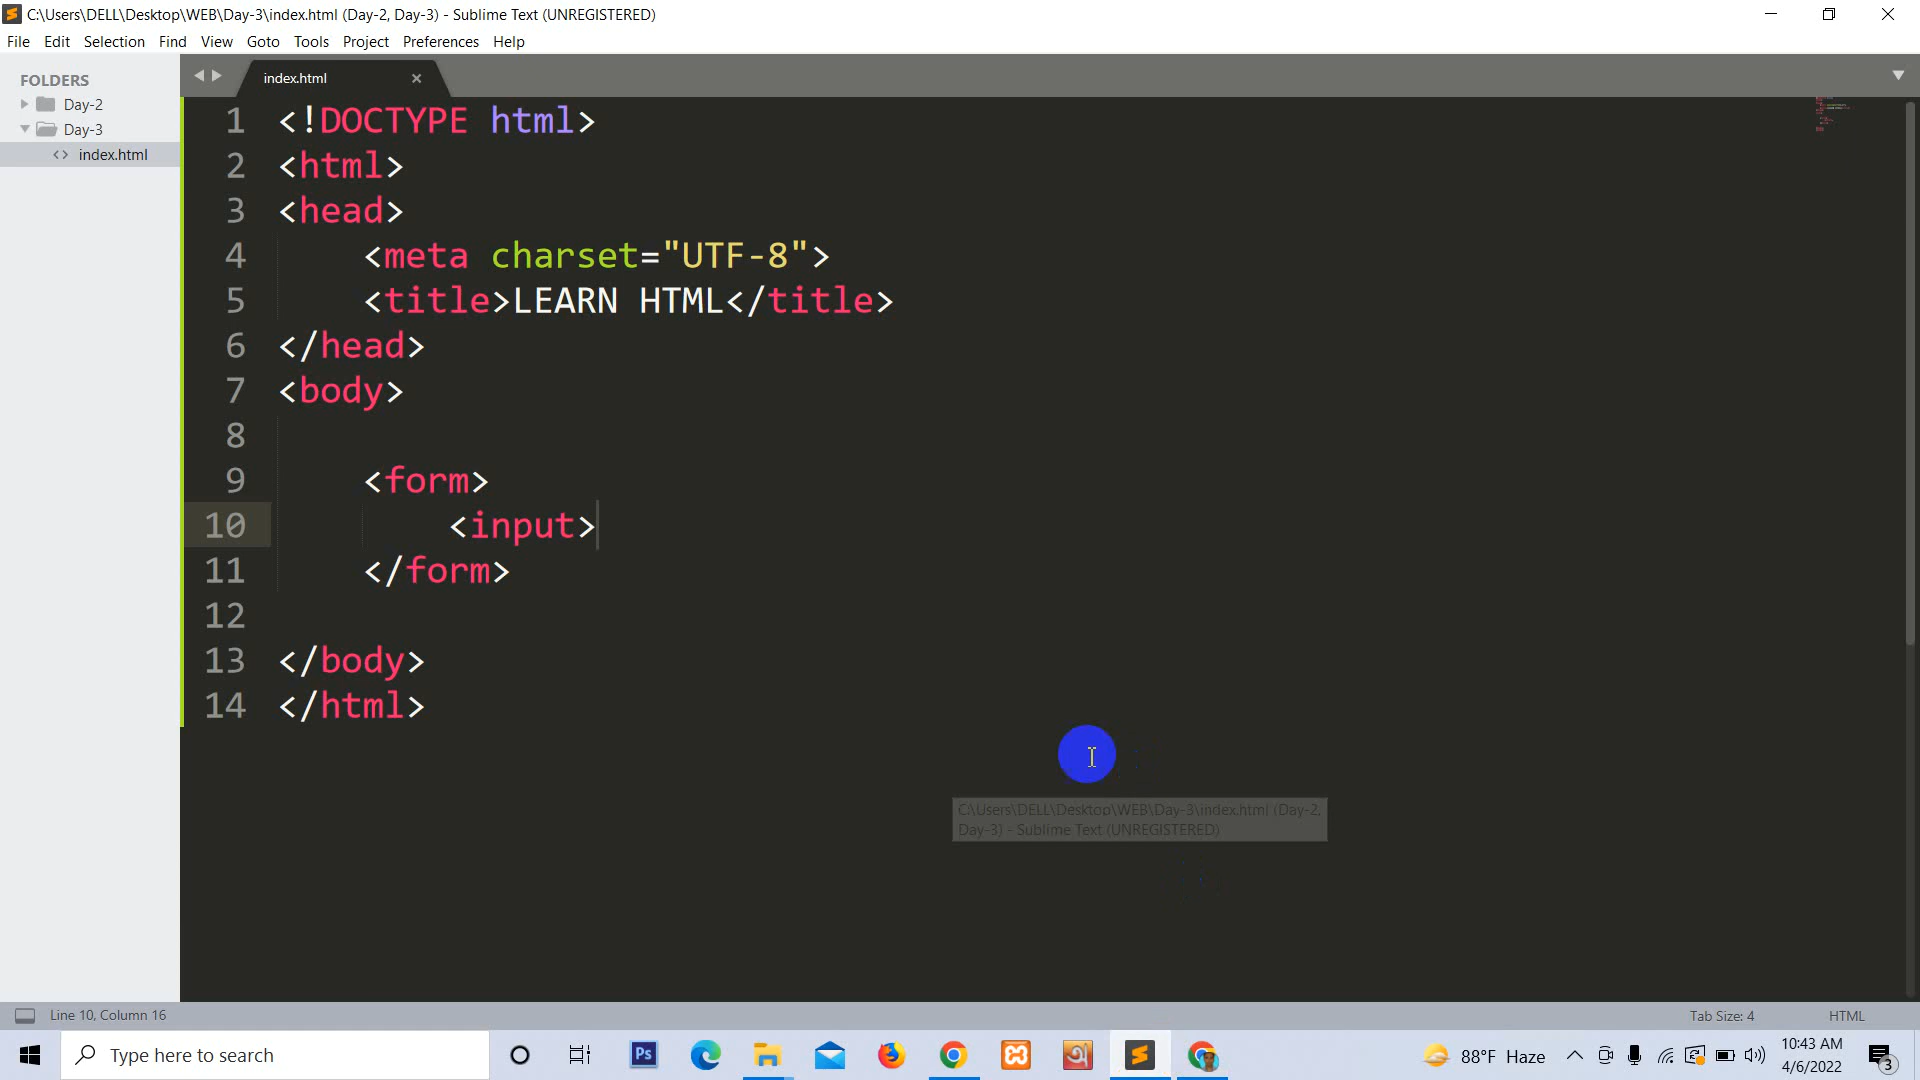 C:\Users\DELL\Desktop\WEB\Day-3\index.html (Day-2, Day-3) - Sublime Text (UNREGISTERED)
File Edit Selection Find View Goto Tools Project Preferences Help
FOLDERS
Day-2
Day-3
<> index.html
index.html ×
1 <!DOCTYPE html>
2 <html>
3 <head>
4 <meta charset="UTF-8">
5 <title>LEARN HTML</title>
6 </head>
7 <body>
8
9 <form>
10 <input>
11 </form>
12
13 </body>
14 </html>
C:\Users\DELL\Desktop\WEB\Day-3\index.html (Day-2,
Day-3) - Sublime Text (UNREGISTERED)
Line 10, Column 16 Tab Size: 4 HTML
Type here to search
Ps
88°F Haze
10:43 AM
4/6/2022
3